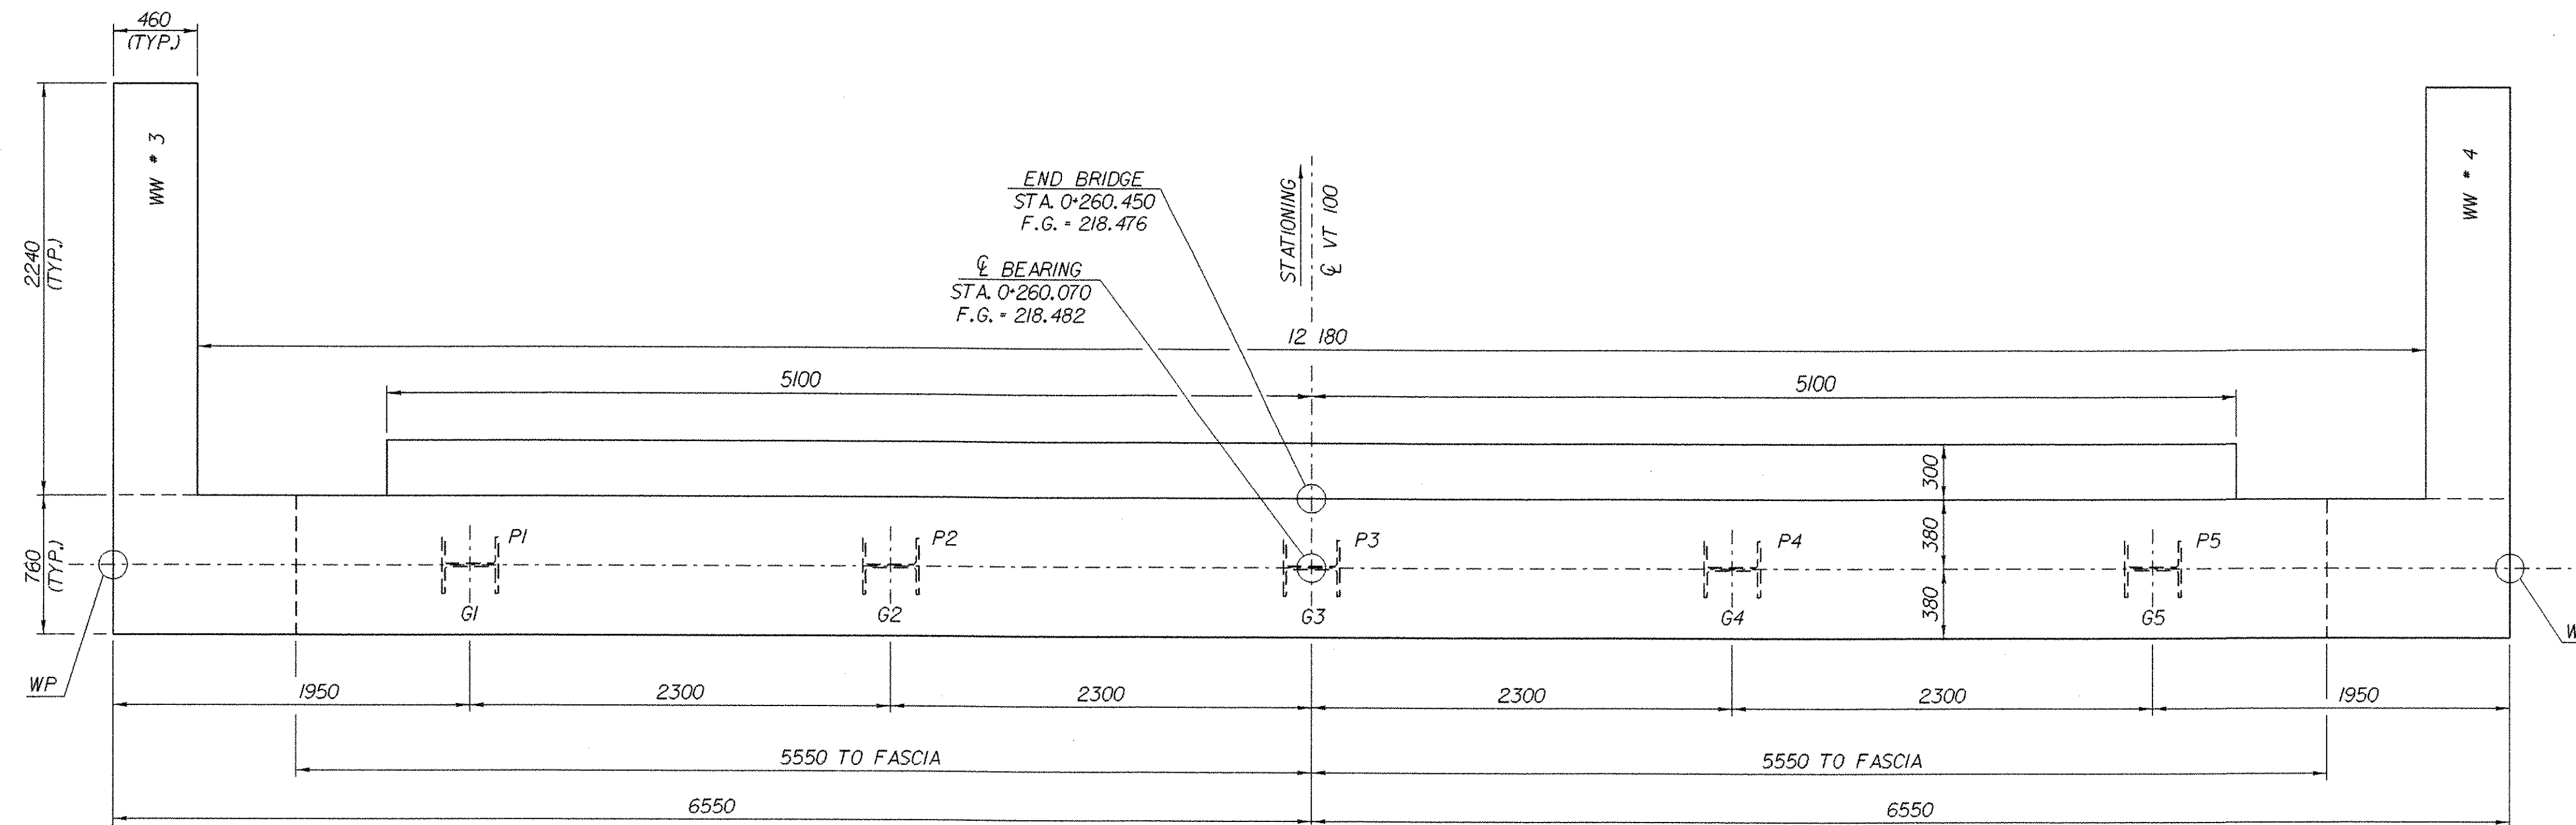 460
(TYP.)
WW # 3
WW # 4
2240
(TYP.)
END BRIDGE
STA. 0+260.450
F.G. = 218.476
STATIONING
℄ VT 100
℄ BEARING
STA. 0+260.070
F.G. = 218.482
12 180
5100
5100
300
760
(TYP.)
380
380
P1
P2
P3
P4
P5
G1
G2
G3
G4
G5
WP
W
1950
2300
2300
2300
2300
1950
5550 TO FASCIA
5550 TO FASCIA
6550
6550